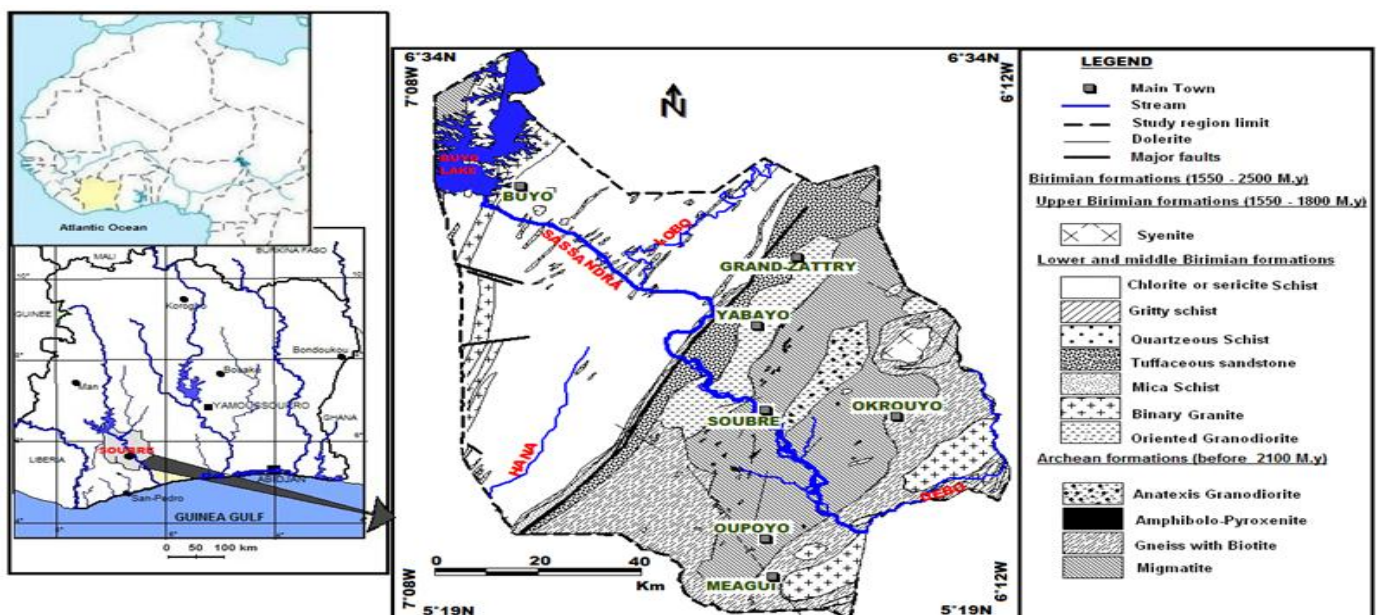 Atlantic Ocean
BURKINA FASO
MALI
10°
Korogho
GUINEE
Bondoukou
Bouake
Man
YAMOUSSOUKRO
GHANA
LIBERIA
SOUBRE
ABIDJAN
San-Pedro
GUINEA GULF
0 50 100 km
6°34N
6°34N
7°08W
6°12W
N
BUYO
LAKE
BUYO
SASSANDRA
LOBO
GRAND-ZATTRY
YABAYO
SOUBRE
OKROUYO
HANA
OUPOYO
MEAGUI
0 20 40
Km
7°08W
6°12W
5°19N
5°19N
LEGEND
Main Town
Stream
Study region limit
Dolerite
Major faults
Birimian formations (1550 - 2500 M.y)
Upper Birimian formations (1550 - 1800 M.y)
Syenite
Lower and middle Birimian formations
Chlorite or sericite Schist
Gritty schist
Quartzeous Schist
Tuffaceous sandstone
Mica Schist
Binary Granite
Oriented Granodiorite
Archean formations (before 2100 M.y)
Anatexis Granodiorite
Amphibolo-Pyroxenite
Gneiss with Biotite
Migmatite